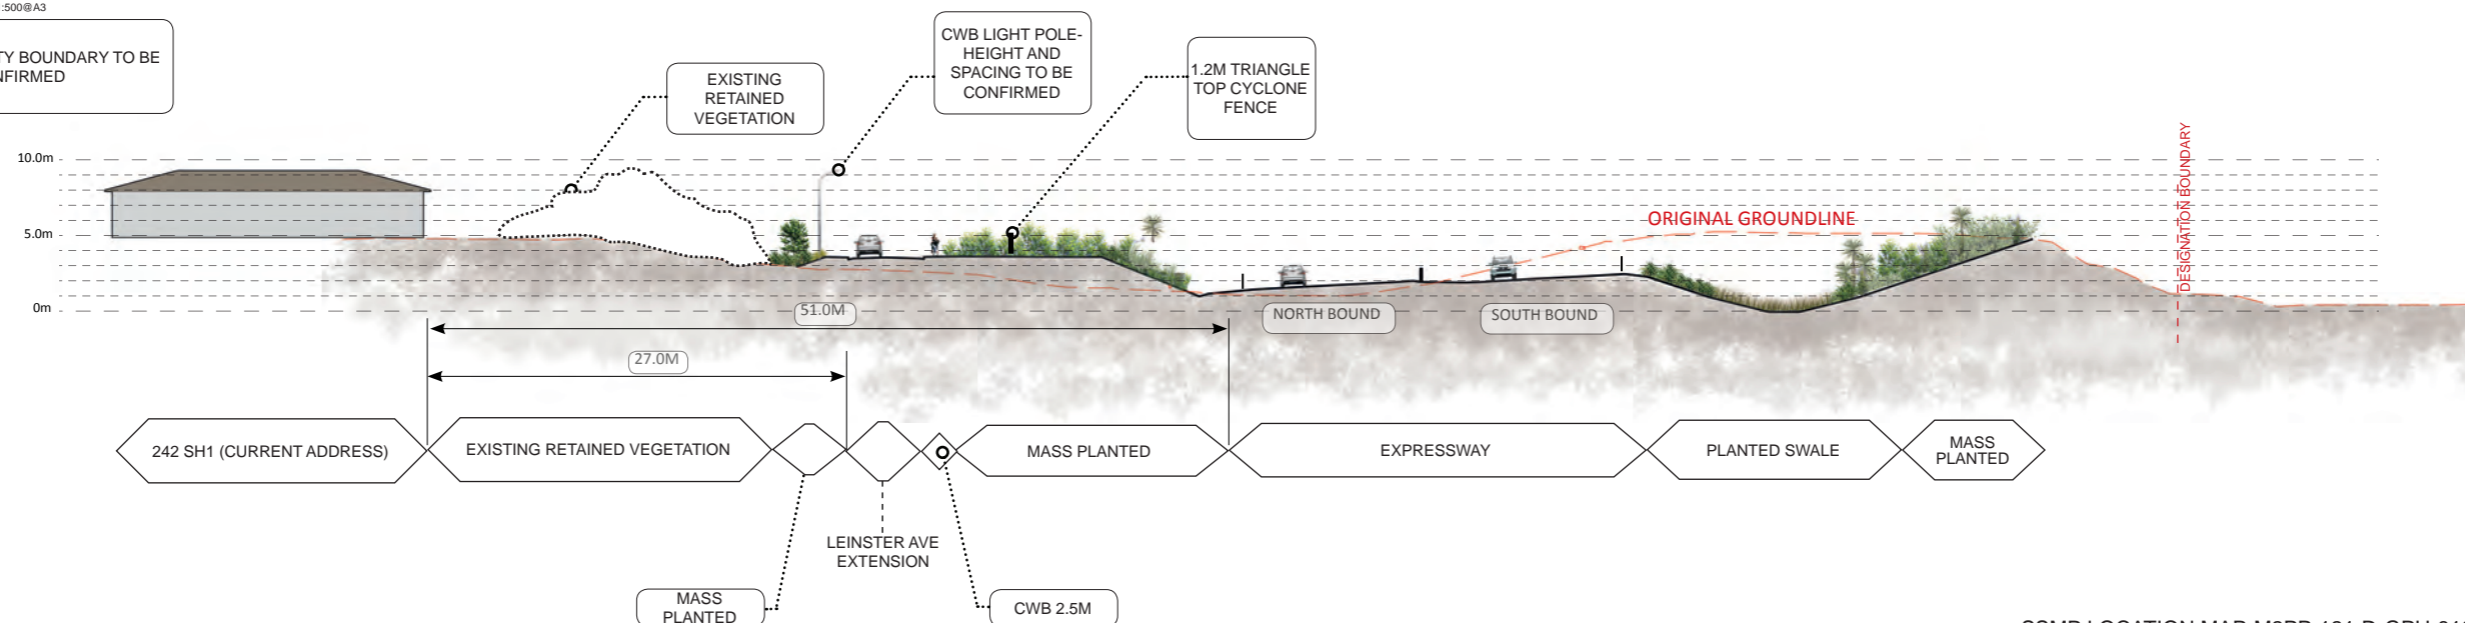 :500@A3
TY BOUNDARY TO BE
NFIRMED
EXISTING
RETAINED
VEGETATION
CWB LIGHT POLE-
HEIGHT AND
SPACING TO BE
CONFIRMED
1.2M TRIANGLE
TOP CYCLONE
FENCE
10.0m
5.0m
0m
ORIGINAL GROUNDLINE
DESIGNATION BOUNDARY
51.0M
NORTH BOUND
SOUTH BOUND
27.0M
242 SH1 (CURRENT ADDRESS)
EXISTING RETAINED VEGETATION
MASS PLANTED
EXPRESSWAY
PLANTED SWALE
MASS
PLANTED
LEINSTER AVE
EXTENSION
MASS
PLANTED
CWB 2.5M